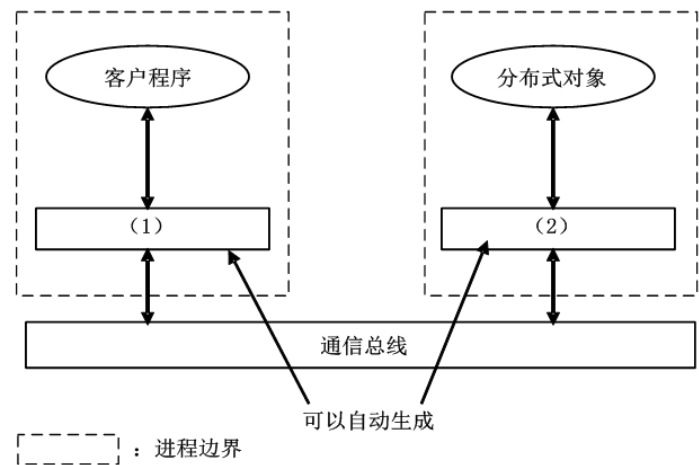 客户程序
分布式对象
（1）
（2）
通信总线
可以自动生成
：进程边界